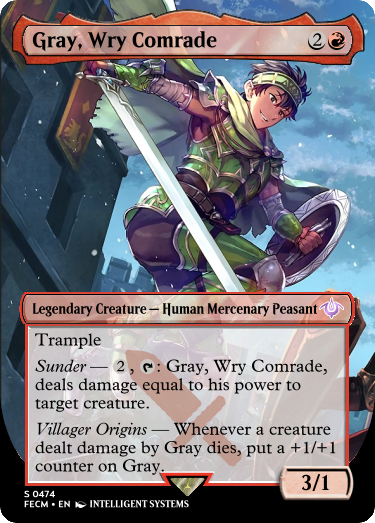 Gray, Wry Comrade 2
Legendary Creature — Human Mercenary Peasant
Trample
Sunder — 2 , : Gray, Wry Comrade,
deals damage equal to his power to
target creature.
Villager Origins — Whenever a creature
dealt damage by Gray dies, put a +1/+1
counter on Gray.
3/1
S 0474
FECM • EN INTELLIGENT SYSTEMS